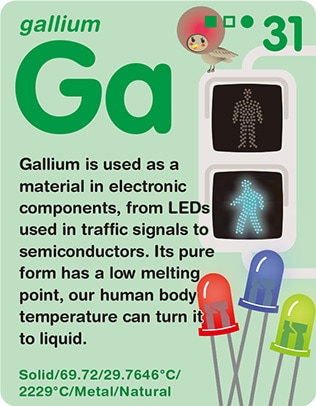 gallium
31
Ga
Gallium is used as a
material in electronic
components, from LEDs
used in traffic signals to
semiconductors. Its pure
form has a low melting
point, our human body
temperature can turn it
to liquid.
Solid/69.72/29.7646°C/
2229°C/Metal/Natural